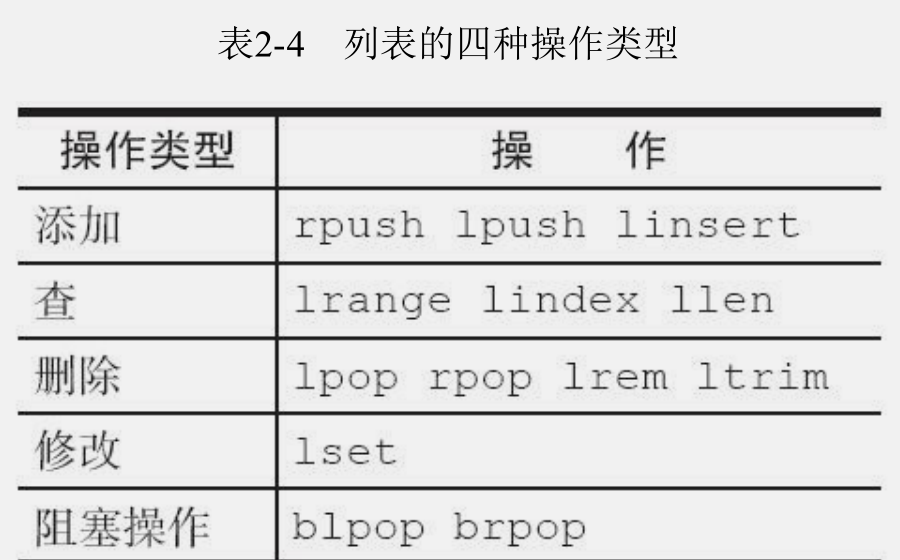 表2-4 列表的四种操作类型
操作类型 操 作
添加 rpush lpush linsert
查 lrange lindex llen
删除 lpop rpop lrem ltrim
修改 lset
阻塞操作 blpop brpop